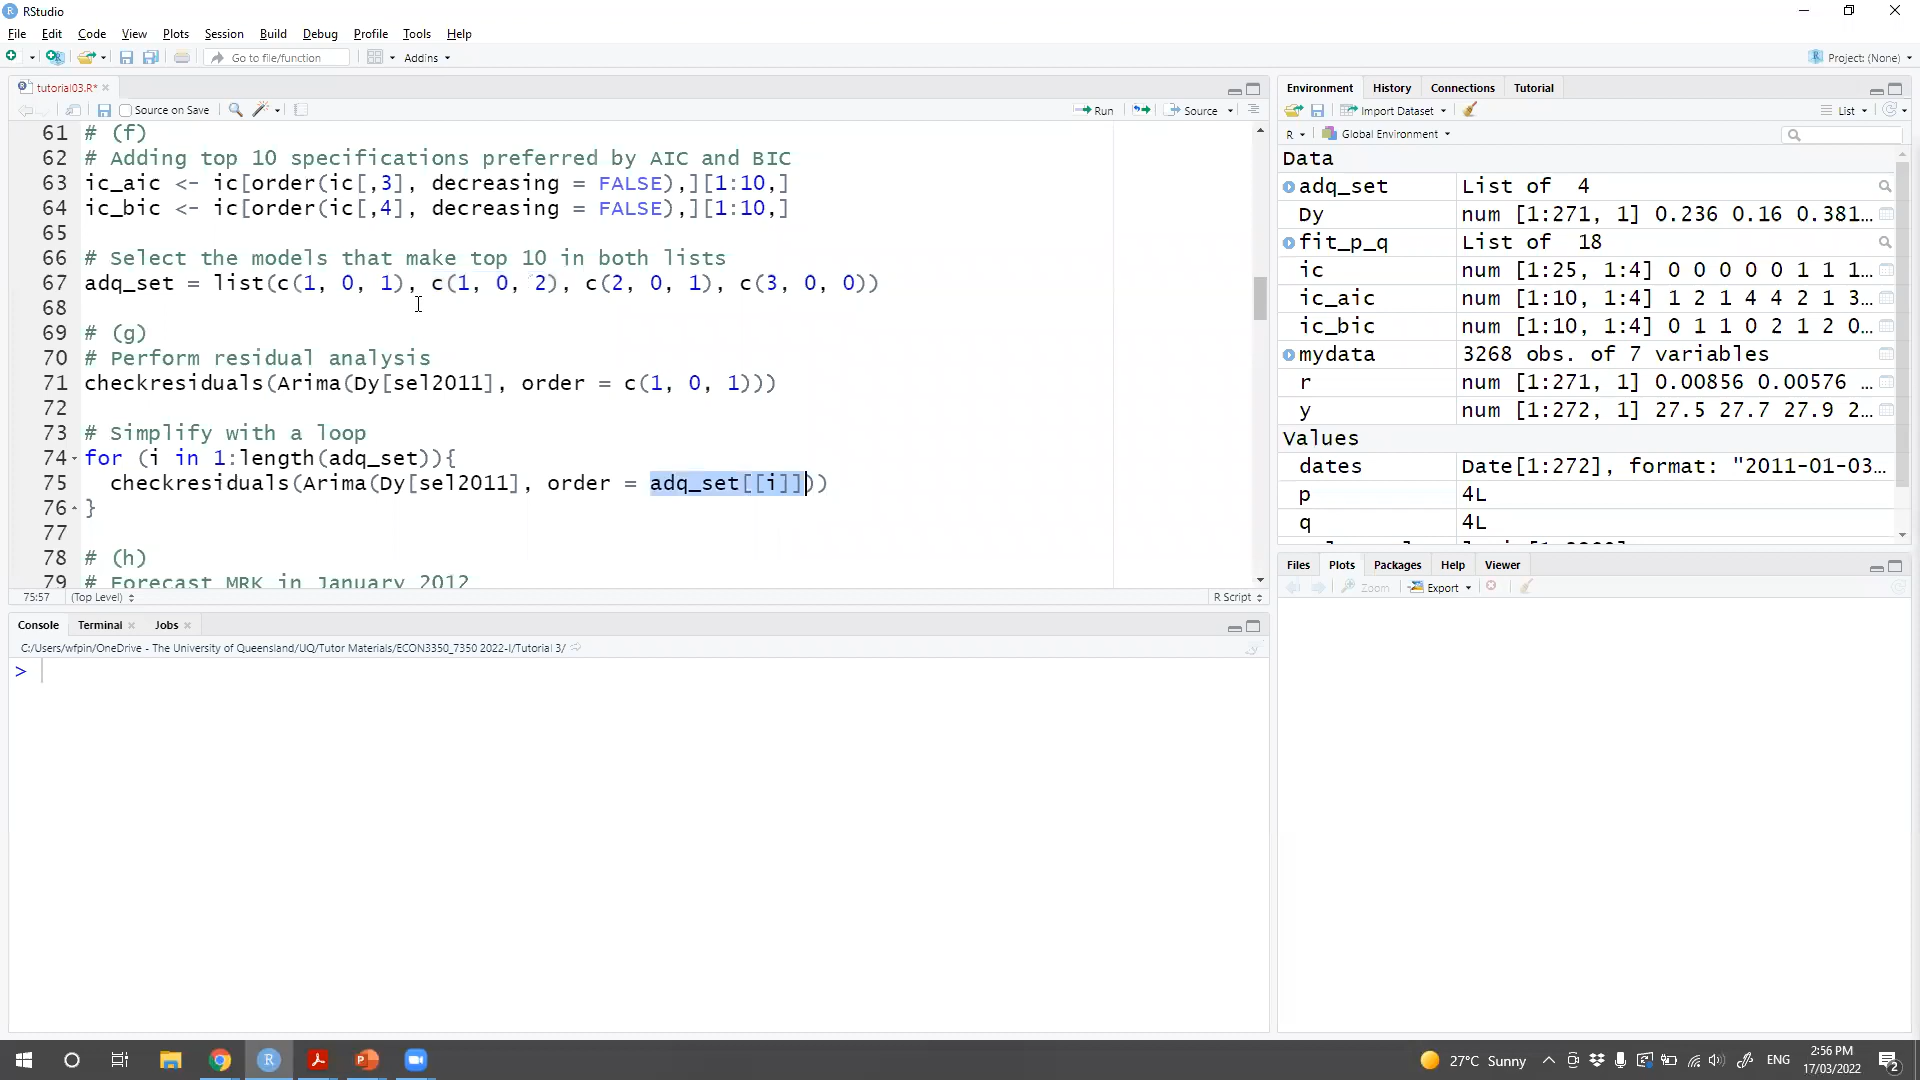 RStudio
File Edit Code View Plots Session Build Debug Profile Tools Help
Go to file/function Addins Project: (None)
tutorial03.R*
Source on Save Run Source
61 # (f)
62 # Adding top 10 specifications preferred by AIC and BIC
63 ic_aic <- ic[order(ic[,3], decreasing = FALSE),][1:10,]
64 ic_bic <- ic[order(ic[,4], decreasing = FALSE),][1:10,]
65
66 # Select the models that make top 10 in both lists
67 adq_set = list(c(1, 0, 1), c(1, 0, 2), c(2, 0, 1), c(3, 0, 0))
68
69 # (g)
70 # Perform residual analysis
71 checkresiduals(Arima(Dy[sel2011], order = c(1, 0, 1)))
72
73 # Simplify with a loop
74 for (i in 1:length(adq_set)){
75 checkresiduals(Arima(Dy[sel2011], order = adq_set[[i]]))
76 }
77
78 # (h)
79 # Forecast MRK in January 2012
75:57 (Top Level) R Script
Console Terminal Jobs
C:/Users/wfpin/OneDrive - The University of Queensland/UQ/Tutor Materials/ECON3350_7350 2022-I/Tutorial 3/
>
Environment History Connections Tutorial
Import Dataset List
R Global Environment
Data
adq_set List of 4
Dy num [1:271, 1] 0.236 0.16 0.381…
fit_p_q List of 18
ic num [1:25, 1:4] 0 0 0 0 0 1 1 1…
ic_aic num [1:10, 1:4] 1 2 1 4 4 2 1 3…
ic_bic num [1:10, 1:4] 0 1 1 0 2 1 2 0…
mydata 3268 obs. of 7 variables
r num [1:271, 1] 0.00856 0.00576 …
y num [1:272, 1] 27.5 27.7 27.9 2…
Values
dates Date[1:272], format: "2011-01-03…
p 4L
q 4L
Files Plots Packages Help Viewer
Zoom Export
27°C Sunny ENG 2:56 PM
17/03/2022 2